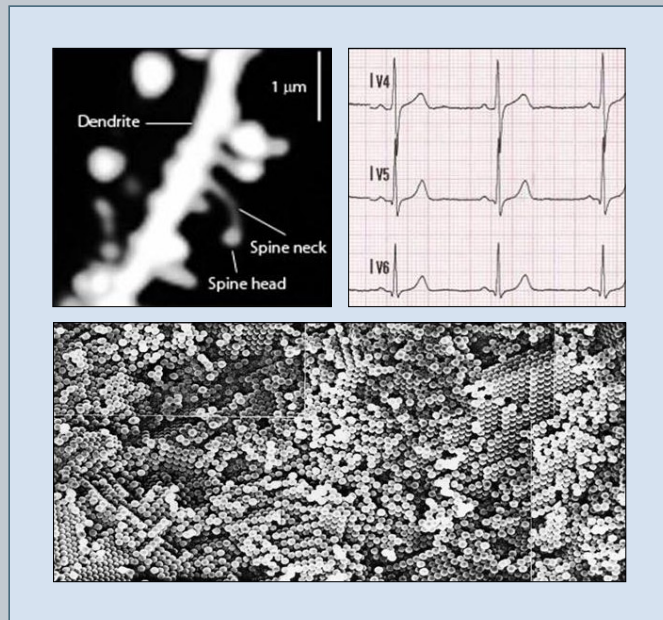 1 μm
Dendrite
Spine neck
Spine head
V4
V5
V6